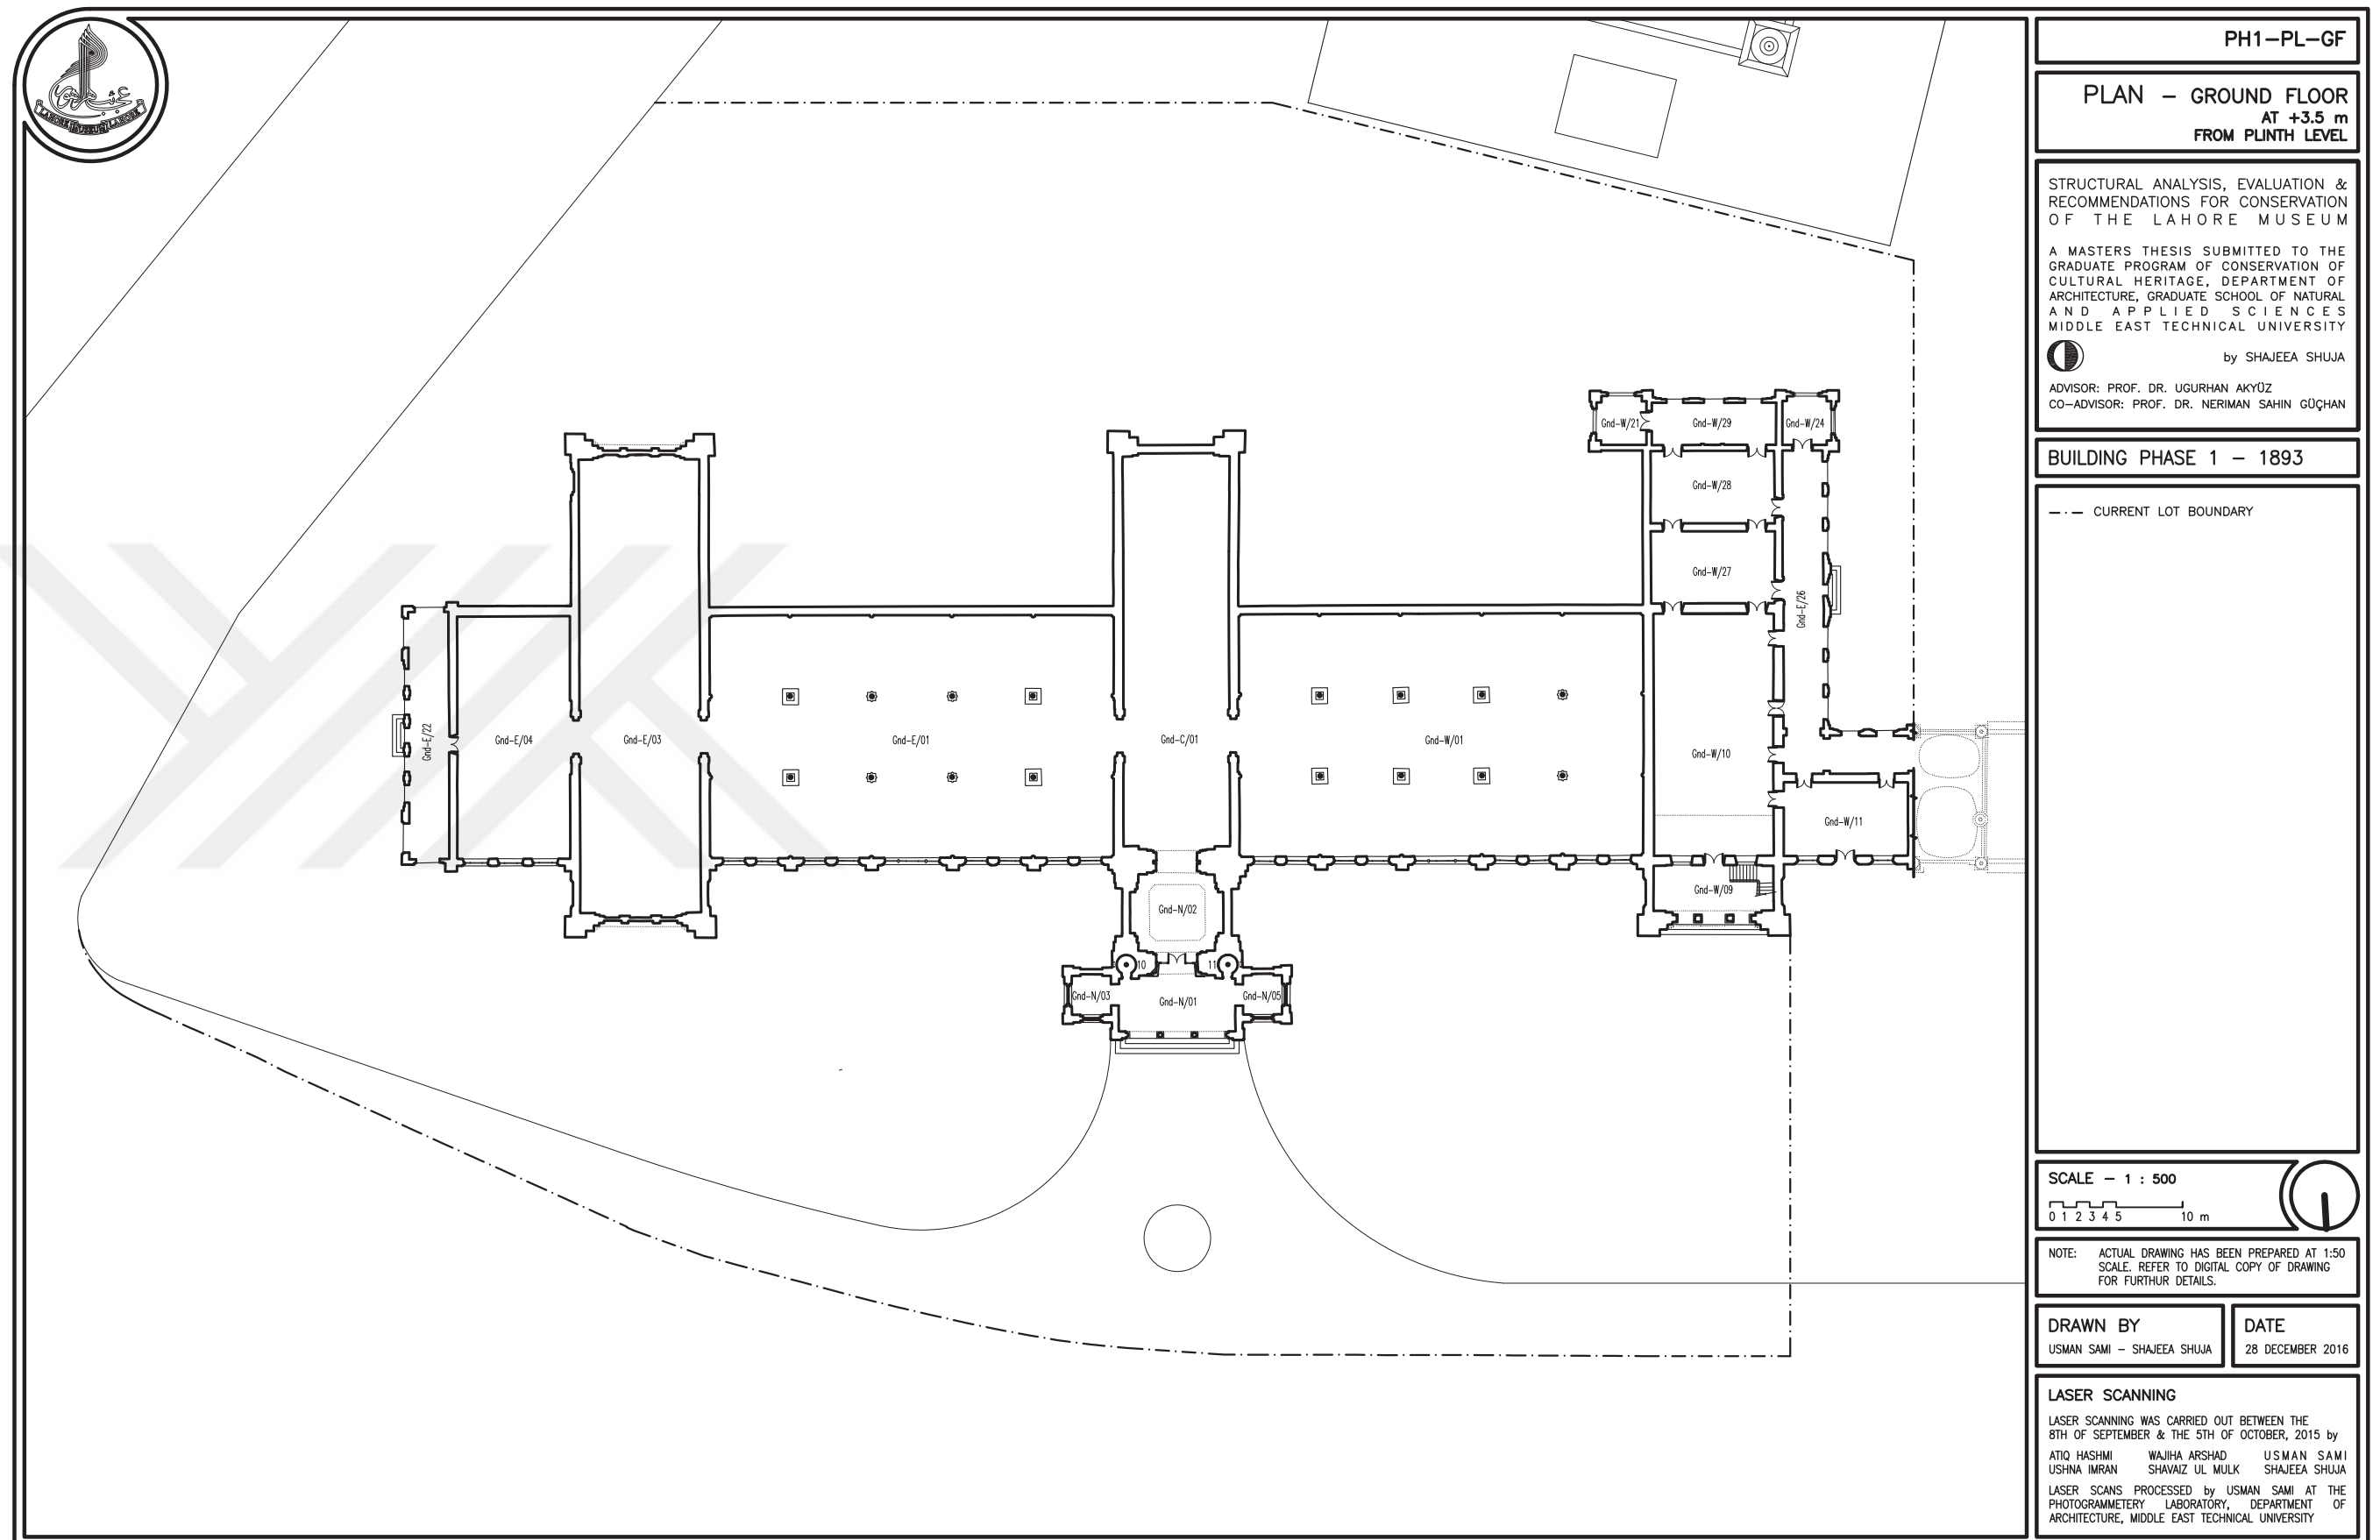 LAHORE MUSEUM LAHORE
PH1-PL-GF
PLAN - GROUND FLOOR
AT +3.5 m
FROM PLINTH LEVEL
STRUCTURAL ANALYSIS, EVALUATION &
RECOMMENDATIONS FOR CONSERVATION
OF THE LAHORE MUSEUM
A MASTERS THESIS SUBMITTED TO THE
GRADUATE PROGRAM OF CONSERVATION OF
CULTURAL HERITAGE, DEPARTMENT OF
ARCHITECTURE, GRADUATE SCHOOL OF NATURAL
AND APPLIED SCIENCES
MIDDLE EAST TECHNICAL UNIVERSITY
by SHAJEEA SHUJA
ADVISOR: PROF. DR. UGURHAN AKYÜZ
CO-ADVISOR: PROF. DR. NERIMAN SAHIN GÜÇHAN
BUILDING PHASE 1 - 1893
CURRENT LOT BOUNDARY
Gnd-W/21
Gnd-W/29
Gnd-W/24
Gnd-W/28
Gnd-W/27
Gnd-E/26
Gnd-E/22
Gnd-E/04
Gnd-E/03
Gnd-E/01
Gnd-C/01
Gnd-W/01
Gnd-W/10
Gnd-W/11
Gnd-W/09
Gnd-N/02
10
11
Gnd-N/03
Gnd-N/01
Gnd-N/05
SCALE - 1 : 500
0 1 2 3 4 5 10 m
NOTE: ACTUAL DRAWING HAS BEEN PREPARED AT 1:50
SCALE. REFER TO DIGITAL COPY OF DRAWING
FOR FURTHUR DETAILS.
DRAWN BY
USMAN SAMI - SHAJEEA SHUJA
DATE
28 DECEMBER 2016
LASER SCANNING
LASER SCANNING WAS CARRIED OUT BETWEEN THE
8TH OF SEPTEMBER & THE 5TH OF OCTOBER, 2015 by
ATIQ HASHMI WAJIHA ARSHAD USMAN SAMI
USHNA IMRAN SHAVAIZ UL MULK SHAJEEA SHUJA
LASER SCANS PROCESSED by USMAN SAMI AT THE
PHOTOGRAMMETERY LABORATORY, DEPARTMENT OF
ARCHITECTURE, MIDDLE EAST TECHNICAL UNIVERSITY